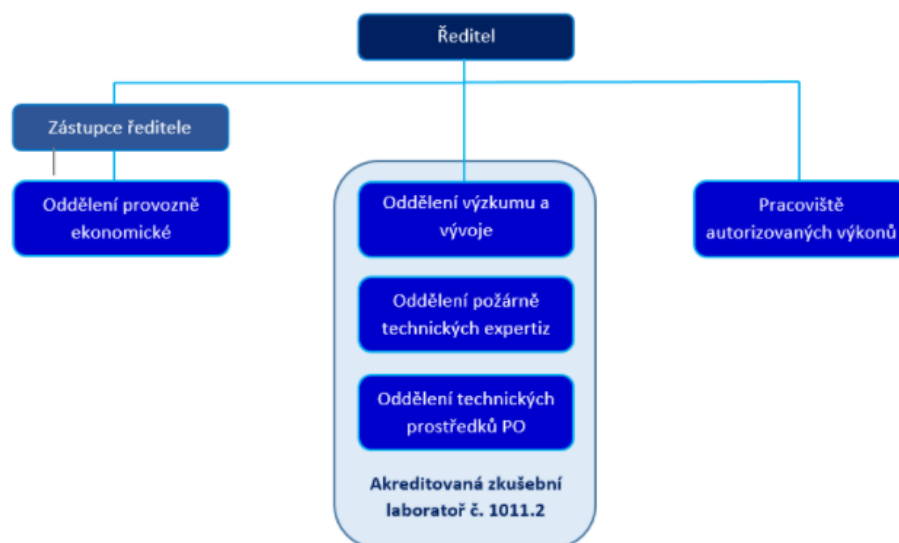 Ředitel
Zástupce ředitele
Oddělení provozně
ekonomické
Oddělení výzkumu a
vývoje
Pracoviště
autorizovaných výkonů
Oddělení požárně
technických expertiz
Oddělení technických
prostředků PO
Akreditovaná zkušební
laboratoř č. 1011.2